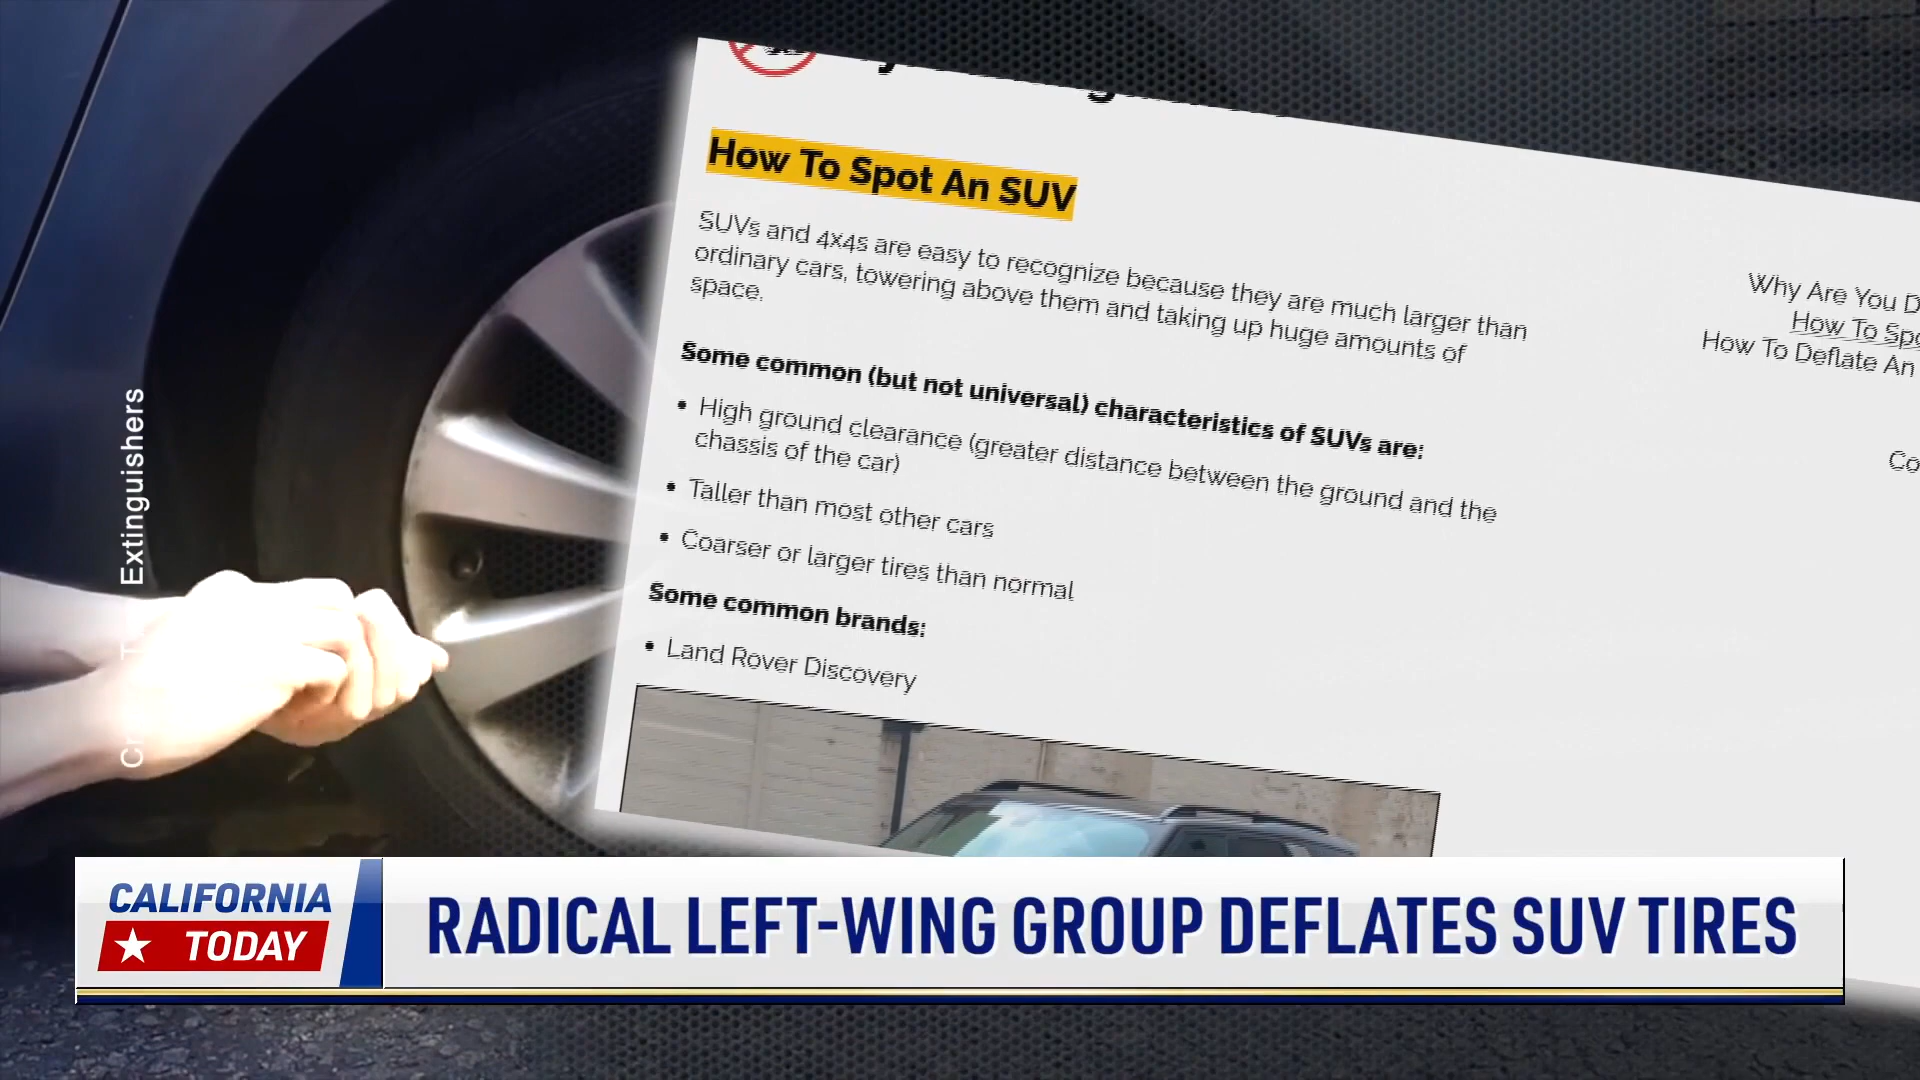 How To Spot An SUV
SUVs and 4x4s are easy to recognize because they are much larger than
ordinary cars, towering above them and taking up huge amounts of
space.
Why Are You D
How To Spo
How To Deflate An
Co
Some common (but not universal) characteristics of SUVs are:
• High ground clearance (greater distance between the ground and the
chassis of the car)
• Taller than most other cars
• Coarser or larger tires than normal
Some common brands:
• Land Rover Discovery
Extinguishers
CALIFORNIA
TODAY
RADICAL LEFT-WING GROUP DEFLATES SUV TIRES